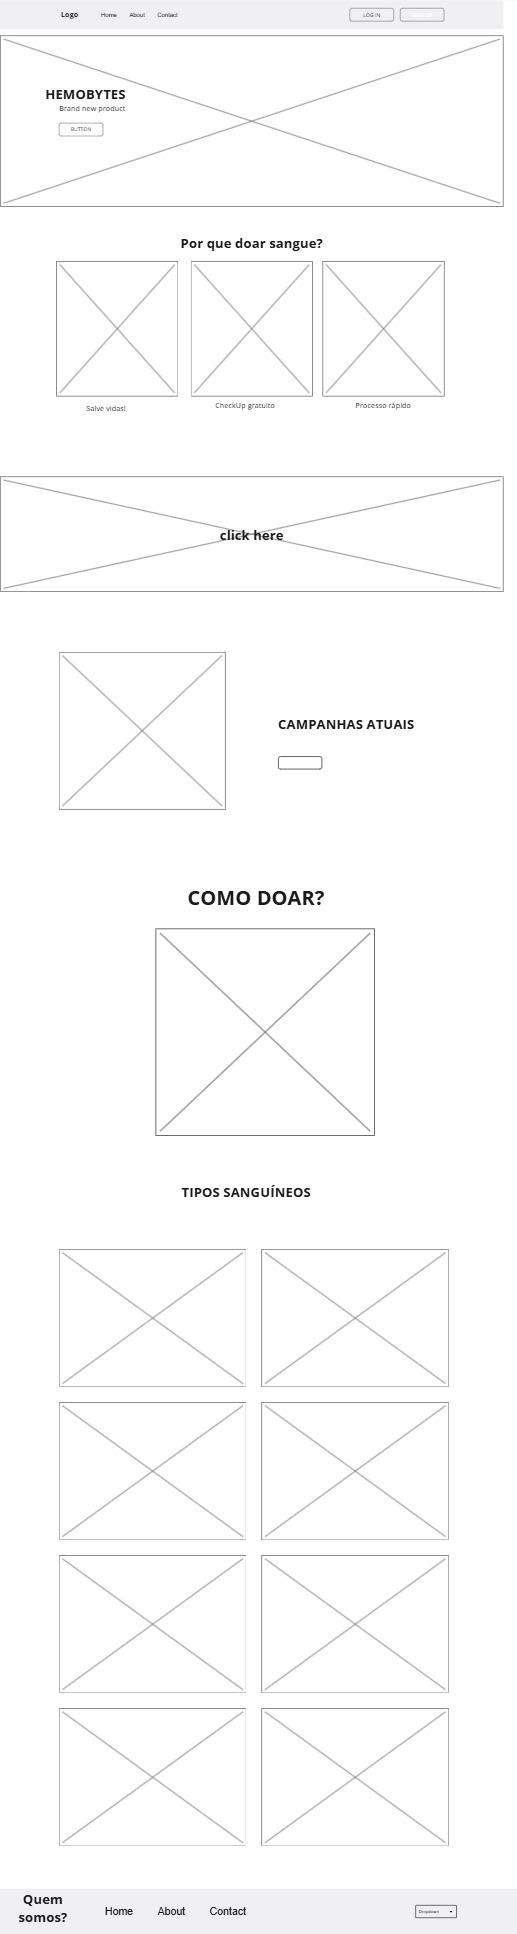 Logo
Home
About
Contact
LOG IN
HEMOBYTES
Brand new product
BUTTON
Por que doar sangue?
Salve vidas!
CheckUp gratuito
Processo rápido
click here
CAMPANHAS ATUAIS
COMO DOAR?
TIPOS SANGUÍNEOS
Quem
somos?
Home
About
Contact
Dropdown